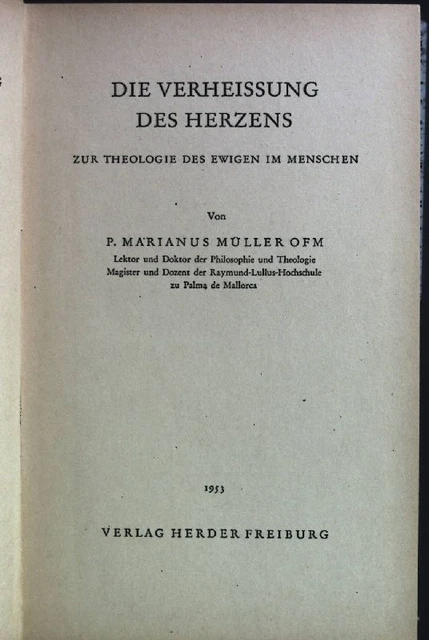 DIE VERHEISSUNG
DES HERZENS
ZUR THEOLOGIE DES EWIGEN IM MENSCHEN
Von
P. MARIANUS MÜLLER OFM
Lektor und Doktor der Philosophie und Theologie
Magister und Dozent der Raymund-Lullus-Hochschule
zu Palma de Mallorca
1953
VERLAG HERDER FREIBURG